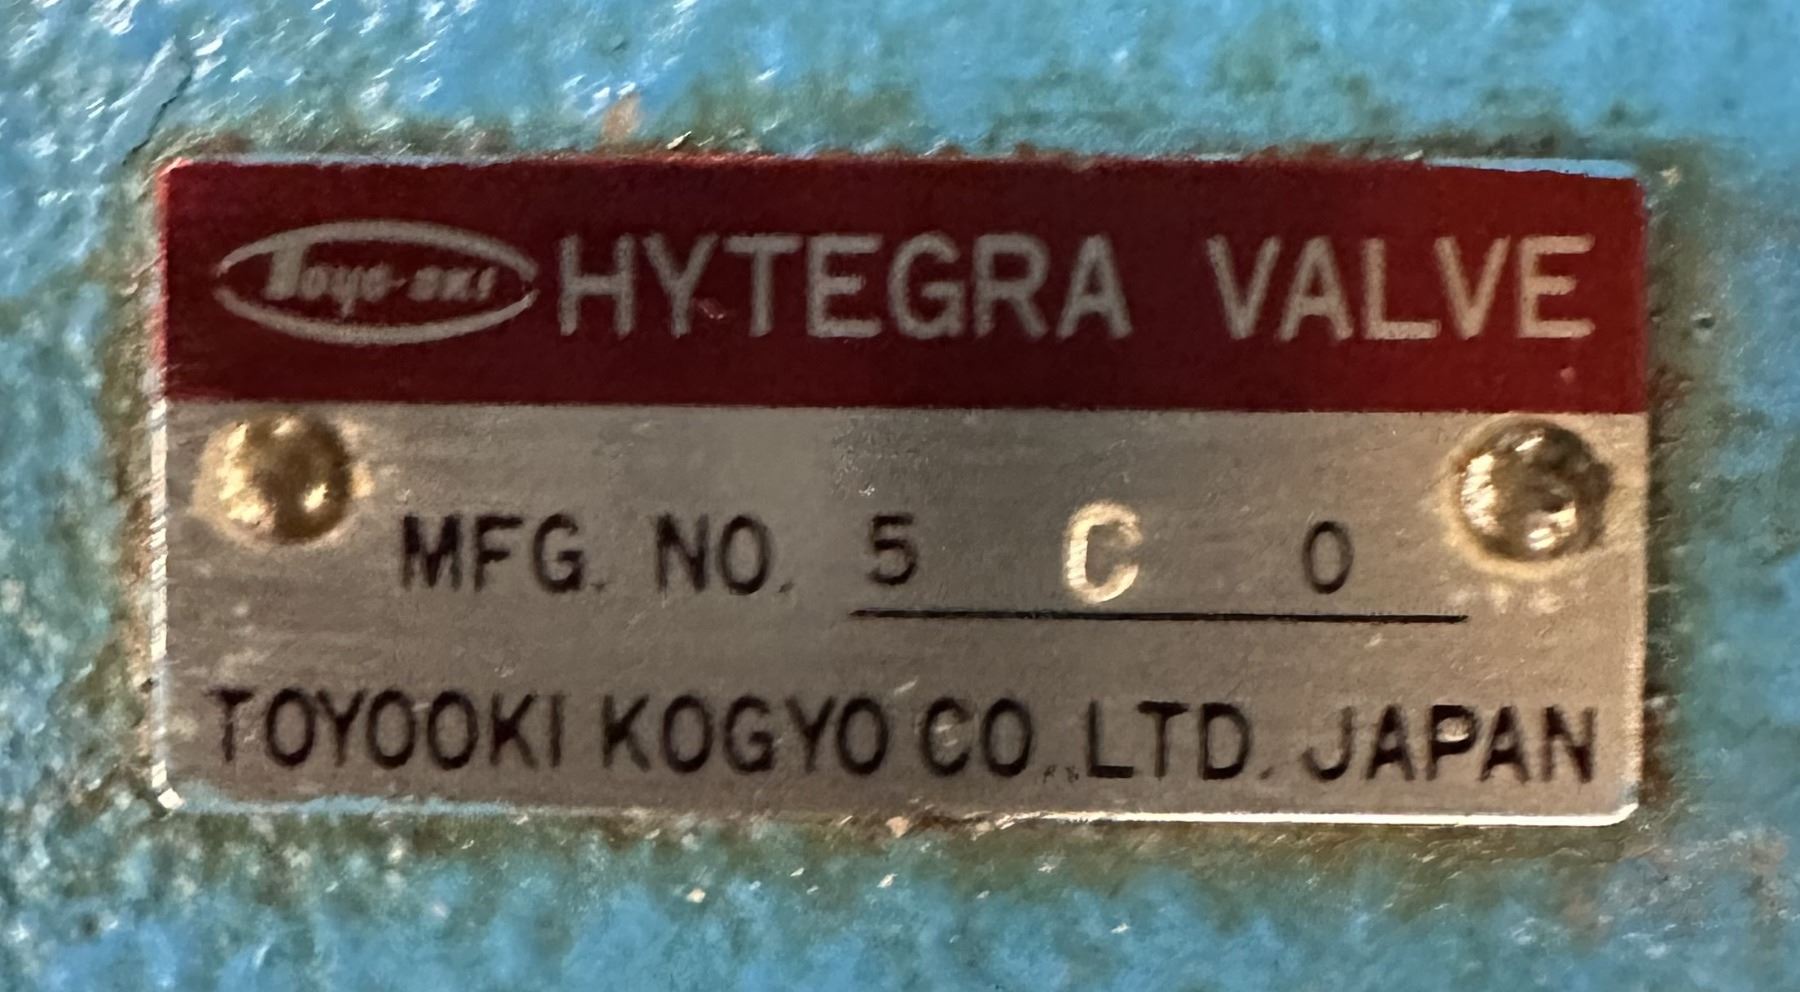 Toyo-oki HYTEGRA VALVE
MFG. NO. 5 C 0
TOYOOKI KOGYO CO.,LTD. JAPAN